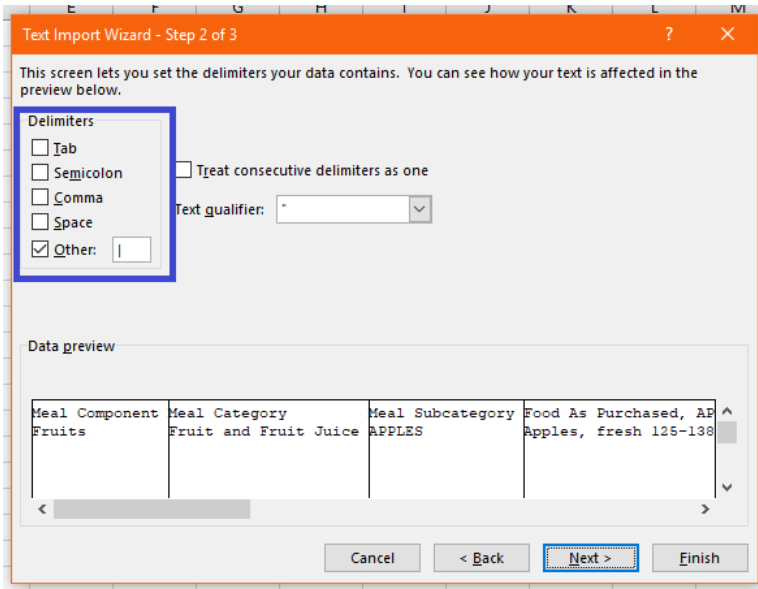 E F G H I J K L M
Text Import Wizard - Step 2 of 3 ? ×
This screen lets you set the delimiters your data contains.  You can see how your text is affected in the
preview below.
Delimiters
Tab
Semicolon
Comma
Space
Other: |
Treat consecutive delimiters as one
Text qualifier: "
Data preview
Meal Component Meal Category Meal Subcategory Food As Purchased, AP
Fruits Fruit and Fruit Juice APPLES Apples, fresh 125-138
Cancel < Back Next > Finish